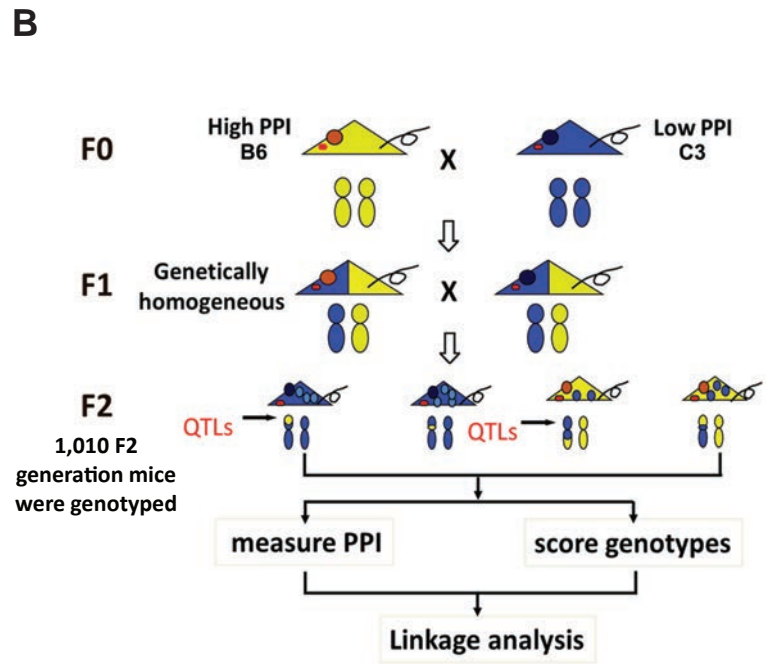 B
F0
High PPI
B6
X
Low PPI
C3
F1
Genetically
homogeneous
X
F2
1,010 F2
generation mice
were genotyped
QTLs
QTLs
measure PPI
score genotypes
Linkage analysis